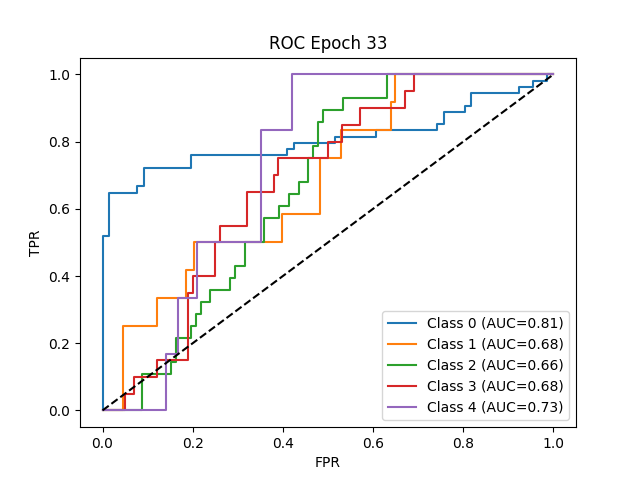 ROC Epoch 33
TPR
1.0
0.8
0.6
0.4
0.2
0.0
Class 0 (AUC=0.81)
Class 1 (AUC=0.68)
Class 2 (AUC=0.66)
Class 3 (AUC=0.68)
Class 4 (AUC=0.73)
0.0 0.2 0.4 0.6 0.8 1.0
FPR